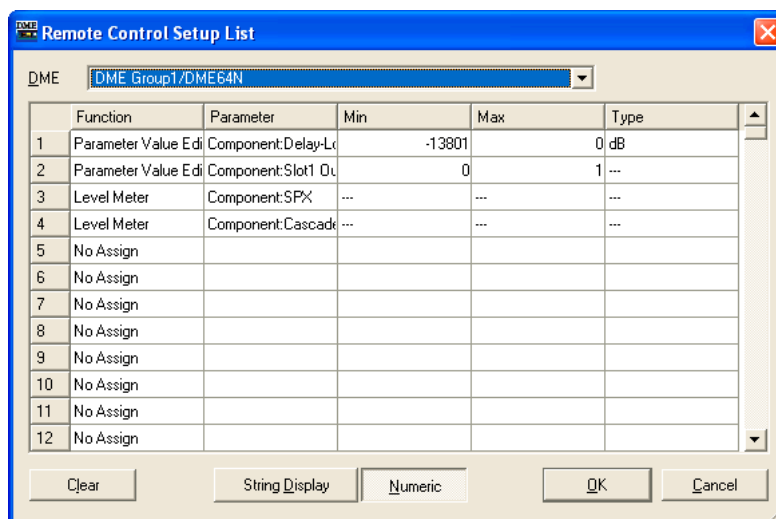 DME Remote Control Setup List
DME DME Group1/DME64N
Function Parameter Min Max Type
1 Parameter Value Edi Component:Delay-Lo -13801 0 dB
2 Parameter Value Edi Component:Slot1 Ou 0 1 ---
3 Level Meter Component:SPX --- --- ---
4 Level Meter Component:Cascade --- --- ---
5 No Assign
6 No Assign
7 No Assign
8 No Assign
9 No Assign
10 No Assign
11 No Assign
12 No Assign
Clear String Display Numeric OK Cancel